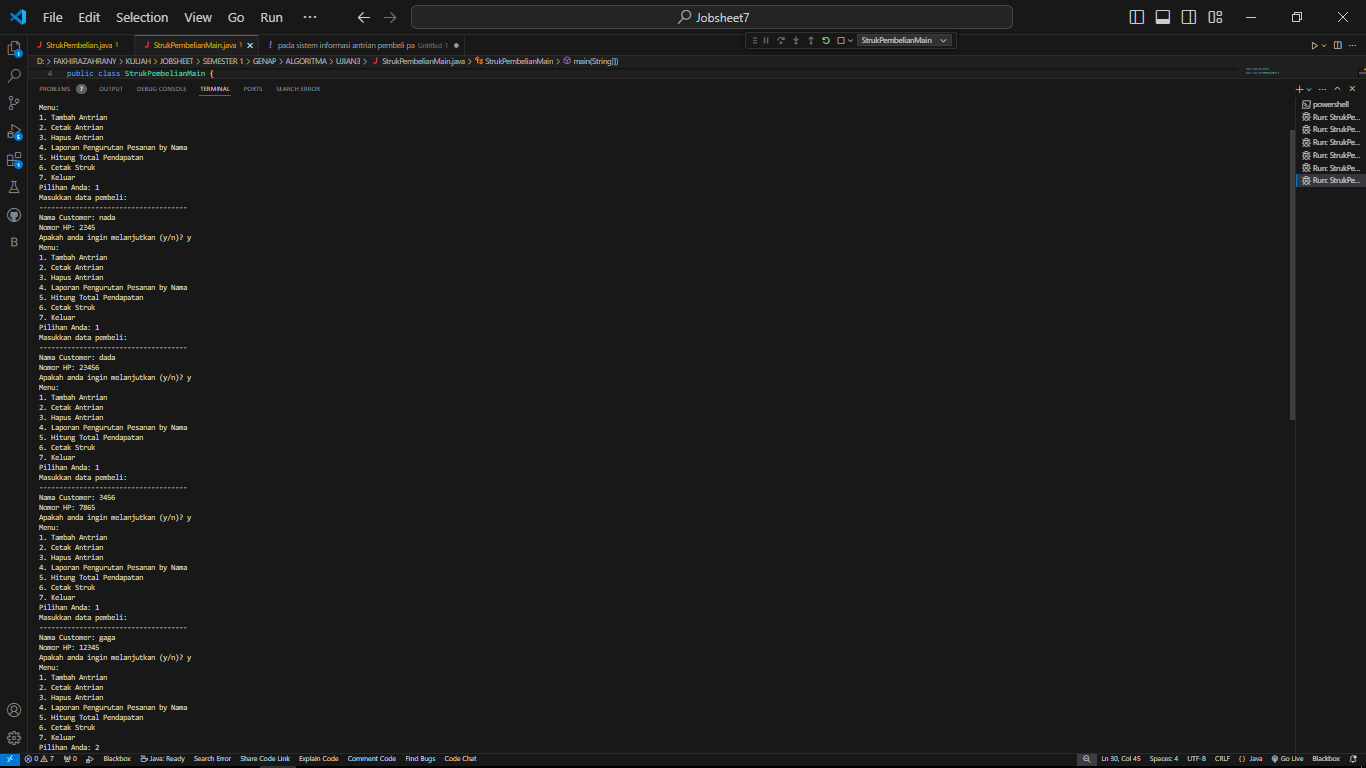 File Edit Selection View Go Run ··· Jobsheet7
StrukPembelian.java 1 StrukPembelianMain.java 1 pada sistem informasi antrian pembeli pa Untitled-1 StrukPembelianMain
D: > FAKHIRAZAHRANY > KULIAH > JOBSHEET > SEMESTER 1 > GENAP > ALGORITMA > UJIAN3 > StrukPembelianMain.java > StrukPembelianMain > main(String[])
4 public class StrukPembelianMain {
PROBLEMS 7 OUTPUT DEBUG CONSOLE TERMINAL PORTS SEARCH ERROR
Menu:
1. Tambah Antrian
2. Cetak Antrian
3. Hapus Antrian
4. Laporan Pengurutan Pesanan by Nama
5. Hitung Total Pendapatan
6. Cetak Struk
7. Keluar
Pilihan Anda: 1
Masukkan data pembeli:
-------------------------------------
Nama Customer: nada
Nomor HP: 2345
Apakah anda ingin melanjutkan (y/n)? y
Menu:
1. Tambah Antrian
2. Cetak Antrian
3. Hapus Antrian
4. Laporan Pengurutan Pesanan by Nama
5. Hitung Total Pendapatan
6. Cetak Struk
7. Keluar
Pilihan Anda: 1
Masukkan data pembeli:
-------------------------------------
Nama Customer: dada
Nomor HP: 23456
Apakah anda ingin melanjutkan (y/n)? y
Menu:
1. Tambah Antrian
2. Cetak Antrian
3. Hapus Antrian
4. Laporan Pengurutan Pesanan by Nama
5. Hitung Total Pendapatan
6. Cetak Struk
7. Keluar
Pilihan Anda: 1
Masukkan data pembeli:
-------------------------------------
Nama Customer: 3456
Nomor HP: 7865
Apakah anda ingin melanjutkan (y/n)? y
Menu:
1. Tambah Antrian
2. Cetak Antrian
3. Hapus Antrian
4. Laporan Pengurutan Pesanan by Nama
5. Hitung Total Pendapatan
6. Cetak Struk
7. Keluar
Pilihan Anda: 1
Masukkan data pembeli:
-------------------------------------
Nama Customer: gaga
Nomor HP: 12345
Apakah anda ingin melanjutkan (y/n)? y
Menu:
1. Tambah Antrian
2. Cetak Antrian
3. Hapus Antrian
4. Laporan Pengurutan Pesanan by Nama
5. Hitung Total Pendapatan
6. Cetak Struk
7. Keluar
Pilihan Anda: 2
powershell
Run: StrukPe...
Run: StrukPe...
Run: StrukPe...
Run: StrukPe...
Run: StrukPe...
Run: StrukPe...
0 7 0 Blackbox Java: Ready Search Error Share Code Link Explain Code Comment Code Find Bugs Code Chat Ln 30, Col 45 Spaces: 4 UTF-8 CRLF {} Java Go Live Blackbox